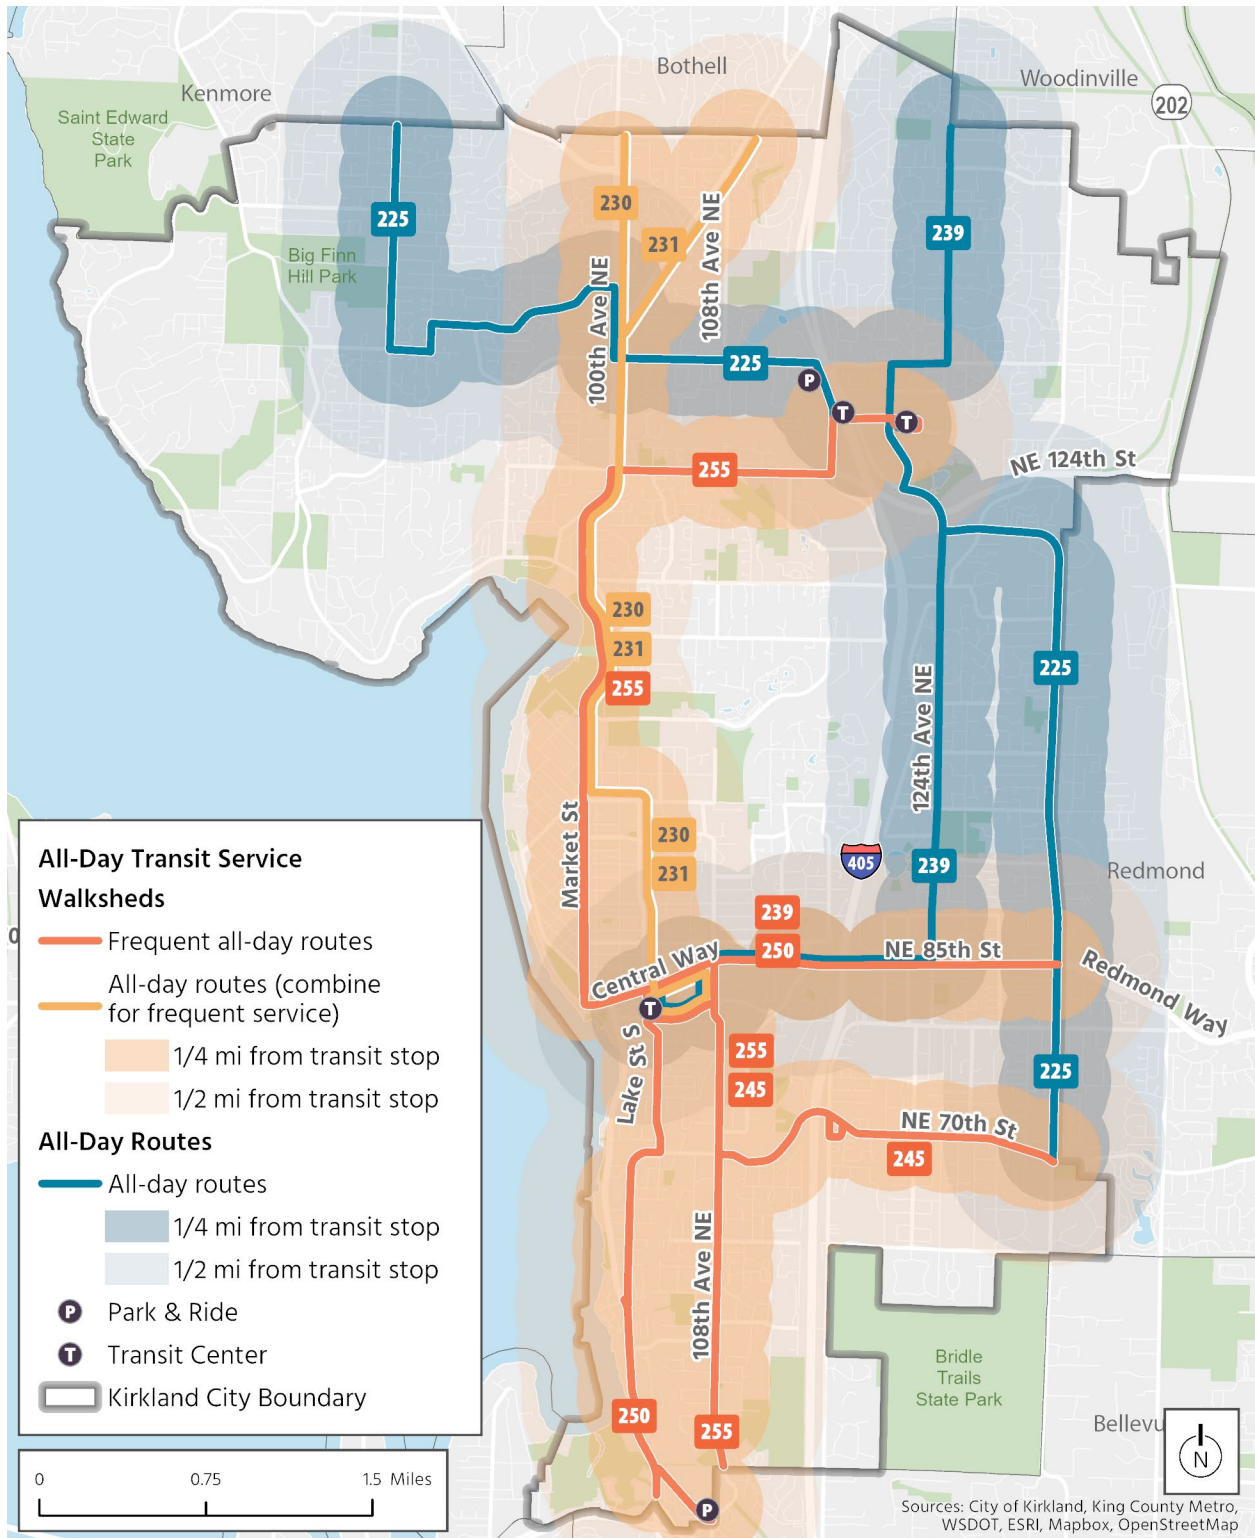 Bothell
Kenmore
Woodinville
202
Saint Edward
State
Park
230
225
239
231
108th Ave NE
Big Finn
Hill Park
100th Ave NE
225
P
T
T
NE 124th St
255
230
231
255
225
124th Ave NE
Market St
230
231
405
239
Redmond
239
250
NE 85th St
Central Way
Redmond Way
T
Lake St S
255
245
225
NE 70th St
245
108th Ave NE
Bridle
Trails
State Park
250
255
Bellevu
P
All-Day Transit Service
Walksheds
Frequent all-day routes
All-day routes (combine
for frequent service)
1/4 mi from transit stop
1/2 mi from transit stop
All-Day Routes
All-day routes
1/4 mi from transit stop
1/2 mi from transit stop
P Park & Ride
T Transit Center
Kirkland City Boundary
0 0.75 1.5 Miles
N
Sources: City of Kirkland, King County Metro,
WSDOT, ESRI, Mapbox, OpenStreetMap